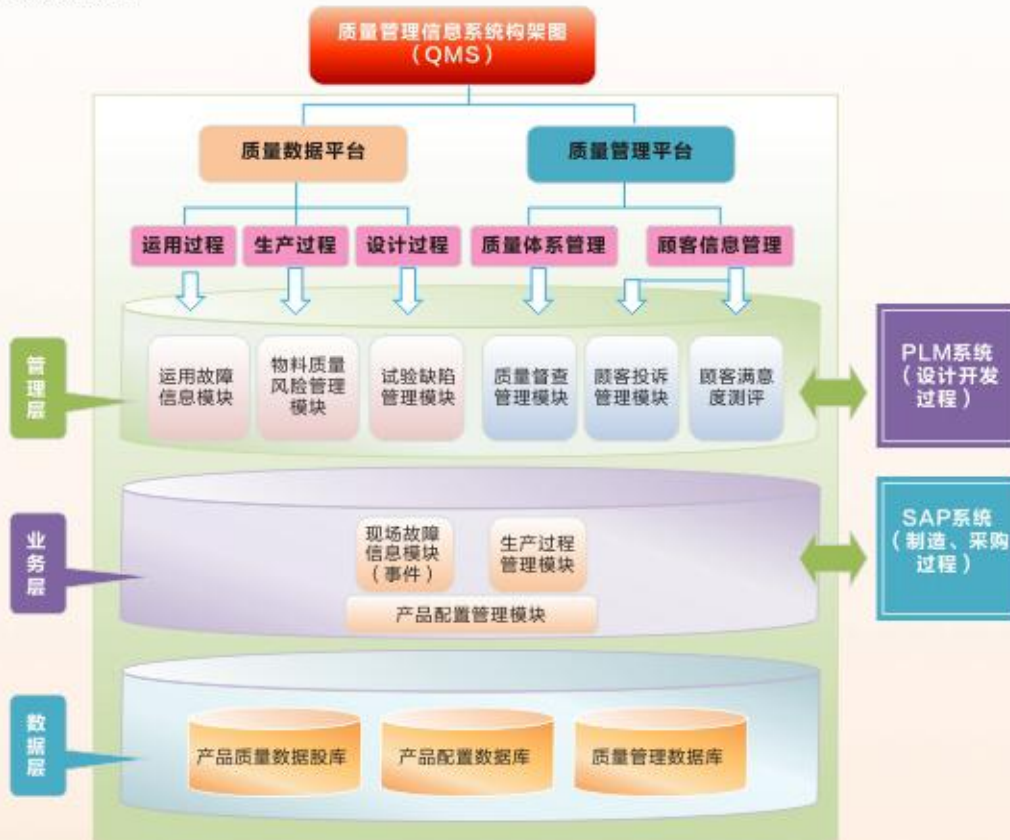 质量管理信息系统构架图
（QMS）
质量数据平台
质量管理平台
运用过程
生产过程
设计过程
质量体系管理
顾客信息管理
管理层
运用故障
信息模块
物料质量
风险管理
模块
试验缺陷
管理模块
质量督查
管理模块
顾客投诉
管理模块
顾客满意
度测评
PLM系统
（设计开发
过程）
业务层
现场故障
信息模块
（事件）
生产过程
管理模块
产品配置管理模块
SAP系统
（制造、采购
过程）
数据层
产品质量数据股库
产品配置数据库
质量管理数据库